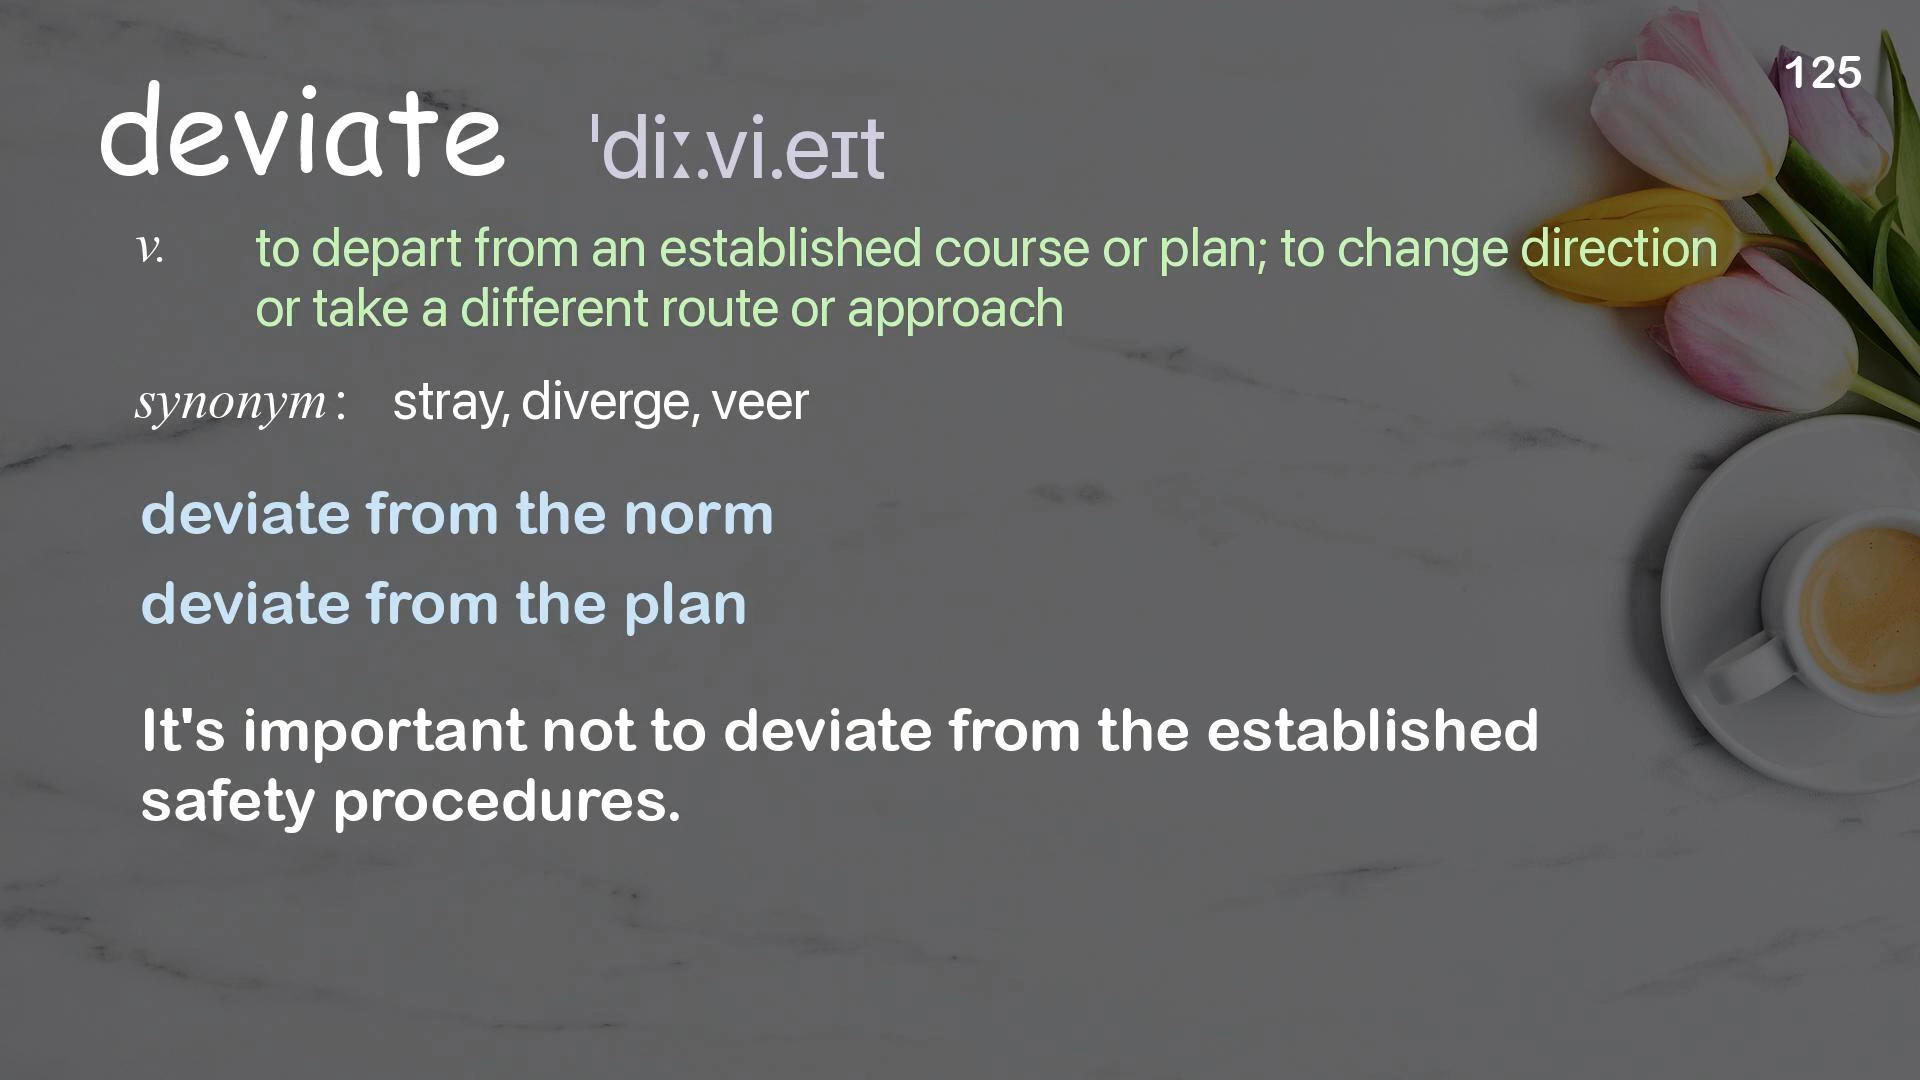 125
deviate ˈdiː.vi.eɪt
v. to depart from an established course or plan; to change direction
or take a different route or approach
synonym : stray, diverge, veer
deviate from the norm
deviate from the plan
It's important not to deviate from the established
safety procedures.